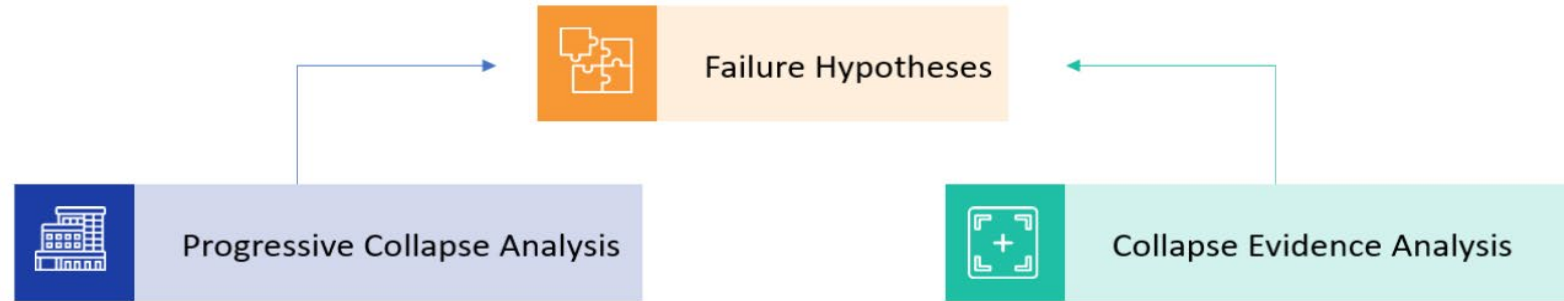 Failure Hypotheses
Progressive Collapse Analysis
Collapse Evidence Analysis